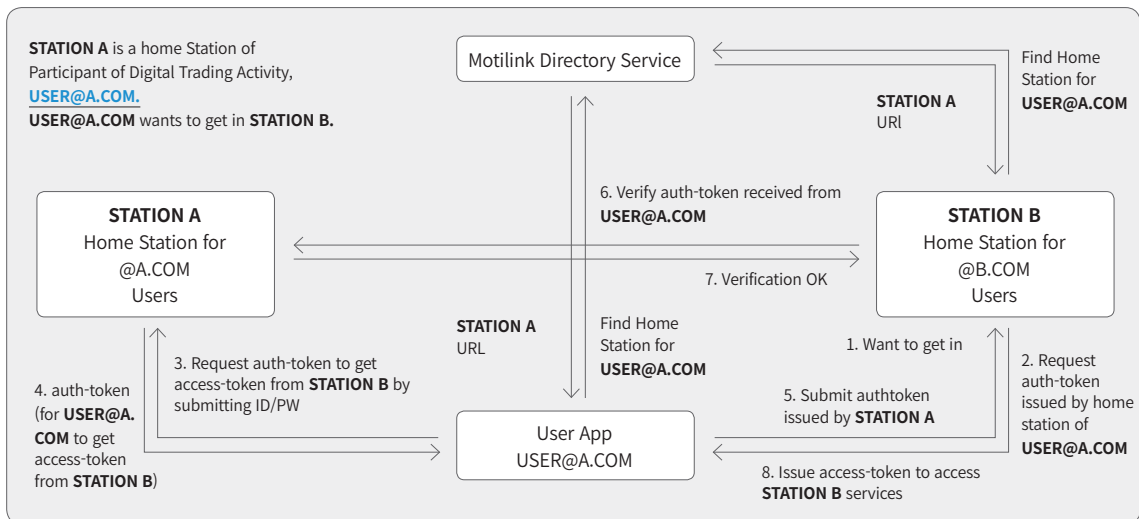 STATION A is a home Station of
Participant of Digital Trading Activity,
USER@A.COM.
USER@A.COM wants to get in STATION B.
Motilink Directory Service
Find Home
Station for
USER@A.COM
STATION A
URl
6. Verify auth-token received from
USER@A.COM
STATION A
Home Station for
@A.COM
Users
STATION B
Home Station for
@B.COM
Users
7. Verification OK
STATION A
URL
Find Home
Station for
USER@A.COM
1. Want to get in
2. Request
auth-token
issued by home
station of
USER@A.COM
3. Request auth-token to get
access-token from STATION B by
submitting ID/PW
4. auth-token
(for USER@A.
COM to get
access-token
from STATION B)
5. Submit authtoken
issued by STATION A
User App
USER@A.COM
8. Issue access-token to access
STATION B services